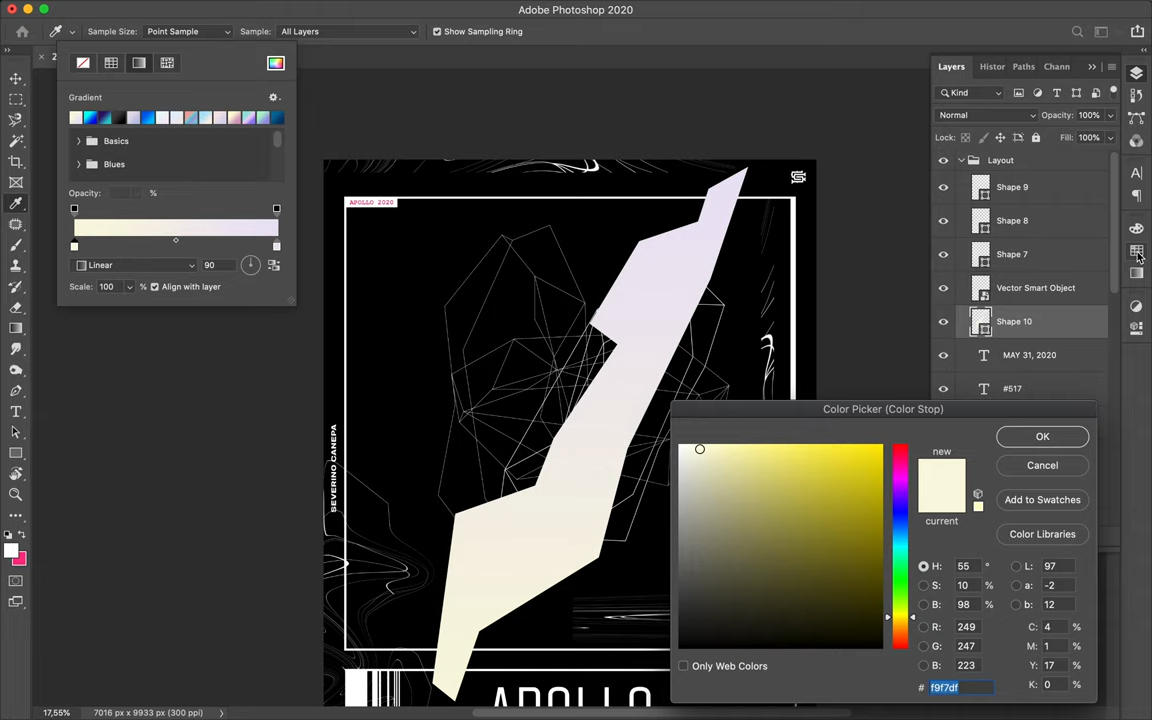 Adobe Photoshop 2020
Sample Size: Point Sample Sample: All Layers Show Sampling Ring
2
Layers Histor Paths Chann
Gradient
Kind
Normal Opacity: 100%
Lock: Fill: 100%
Basics
Blues
Opacity: %
Linear 90
Scale: 100 % Align with layer
Layout
Shape 9
Shape 8
Shape 7
Vector Smart Object
Shape 10
MAY 31, 2020
#517
APOLLO 2020
SEVERINO CANEPA
APOLLO
Color Picker (Color Stop)
new
current
OK
Cancel
Add to Swatches
Color Libraries
H: 55 ° L: 97
S: 10 % a: -2
B: 98 % b: 12
R: 249 C: 4 %
G: 247 M: 1 %
B: 223 Y: 17 %
# f9f7df K: 0 %
Only Web Colors
17,55% 7016 px x 9933 px (300 ppi)